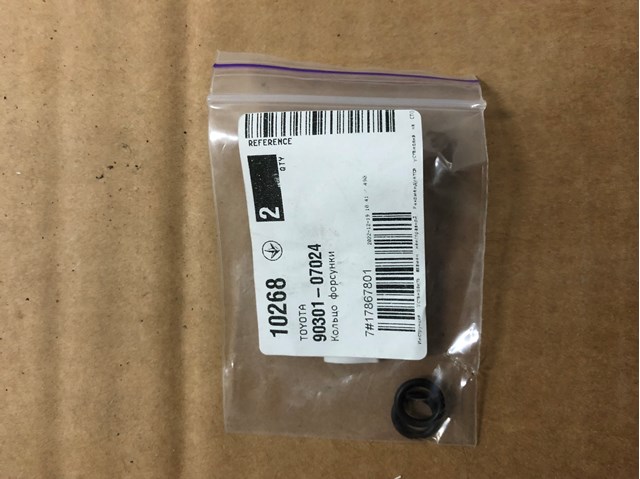 REFERENCE
2
QTY
10268
TOYOTA
90301-07024
Кольцо форсунки
7#17867801